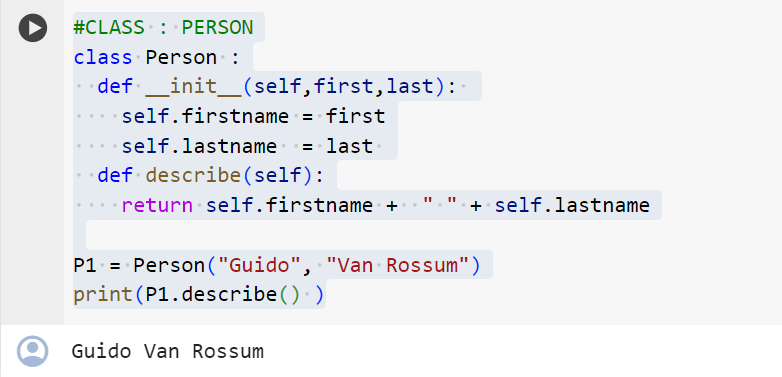 #CLASS : PERSON
class Person :
  def __init__(self,first,last): 
    self.firstname = first
    self.lastname  = last 
  def describe(self):
    return self.firstname +  " " + self.lastname

P1 = Person("Guido", "Van Rossum")
print(P1.describe() )
Guido Van Rossum